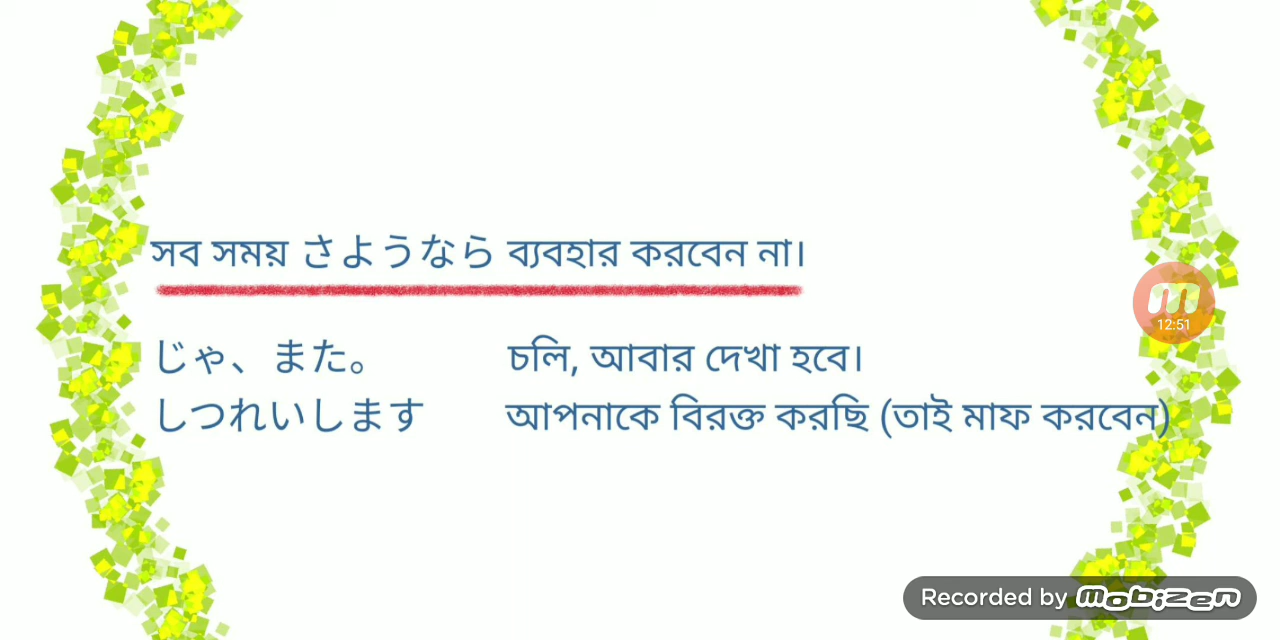 সব সময় さようなら ব্যবহার করবেন না।
じゃ、また。 চলি, আবার দেখা হবে।
しつれいします আপনাকে বিরক্ত করছি (তাই মাফ করবেন)
12:51
Recorded by mobizen